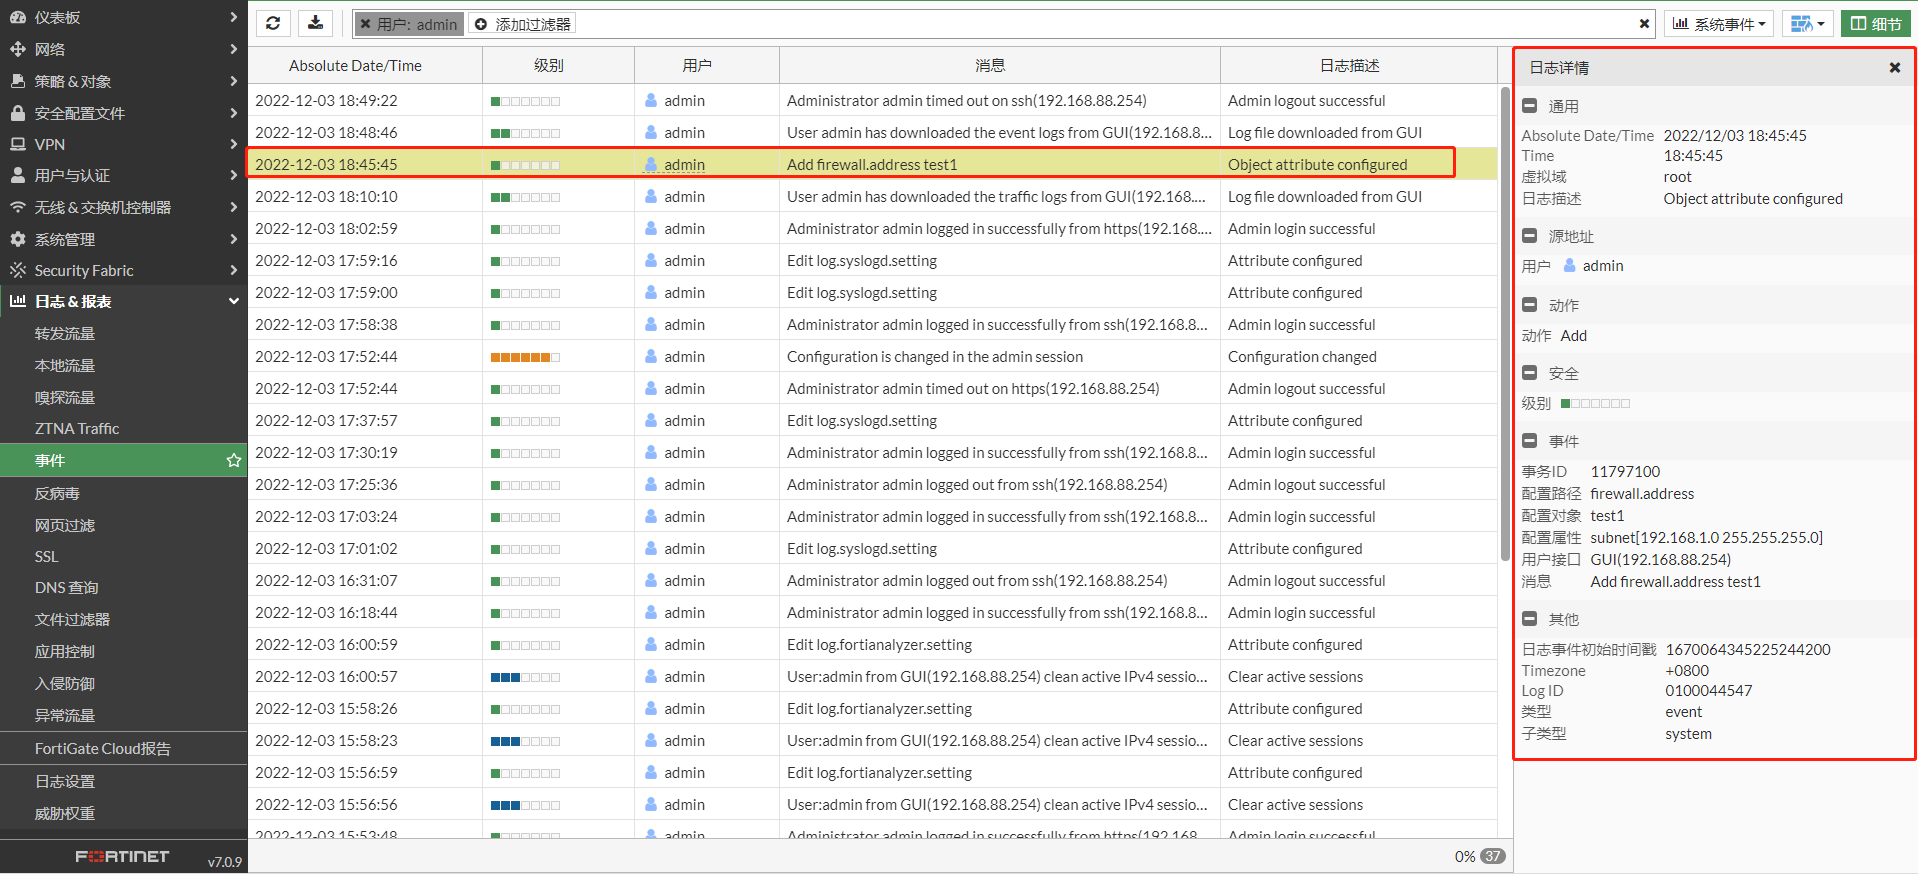 仪表板
网络
策略 & 对象
安全配置文件
VPN
用户与认证
无线 & 交换机控制器
系统管理
Security Fabric
日志 & 报表
转发流量
本地流量
嗅探流量
ZTNA Traffic
事件
反病毒
网页过滤
SSL
DNS 查询
文件过滤器
应用控制
入侵防御
异常流量
FortiGate Cloud报告
日志设置
威胁权重
FORTINET v7.0.9
用户: admin 添加过滤器 系统事件 细节
Absolute Date/Time 级别 用户 消息 日志描述
2022-12-03 18:49:22 admin Administrator admin timed out on ssh(192.168.88.254) Admin logout successful
2022-12-03 18:48:46 admin User admin has downloaded the event logs from GUI(192.168.8... Log file downloaded from GUI
2022-12-03 18:45:45 admin Add firewall.address test1 Object attribute configured
2022-12-03 18:10:10 admin User admin has downloaded the traffic logs from GUI(192.168.... Log file downloaded from GUI
2022-12-03 18:02:59 admin Administrator admin logged in successfully from https(192.168.... Admin login successful
2022-12-03 17:59:16 admin Edit log.syslogd.setting Attribute configured
2022-12-03 17:59:00 admin Edit log.syslogd.setting Attribute configured
2022-12-03 17:58:38 admin Administrator admin logged in successfully from ssh(192.168.8... Admin login successful
2022-12-03 17:52:44 admin Configuration is changed in the admin session Configuration changed
2022-12-03 17:52:44 admin Administrator admin timed out on https(192.168.88.254) Admin logout successful
2022-12-03 17:37:57 admin Edit log.syslogd.setting Attribute configured
2022-12-03 17:30:19 admin Administrator admin logged in successfully from ssh(192.168.8... Admin login successful
2022-12-03 17:25:36 admin Administrator admin logged out from ssh(192.168.88.254) Admin logout successful
2022-12-03 17:03:24 admin Administrator admin logged in successfully from ssh(192.168.8... Admin login successful
2022-12-03 17:01:02 admin Edit log.syslogd.setting Attribute configured
2022-12-03 16:31:07 admin Administrator admin logged out from ssh(192.168.88.254) Admin logout successful
2022-12-03 16:18:44 admin Administrator admin logged in successfully from ssh(192.168.8... Admin login successful
2022-12-03 16:00:59 admin Edit log.fortianalyzer.setting Attribute configured
2022-12-03 16:00:57 admin User:admin from GUI(192.168.88.254) clean active IPv4 sessio... Clear active sessions
2022-12-03 15:58:26 admin Edit log.fortianalyzer.setting Attribute configured
2022-12-03 15:58:23 admin User:admin from GUI(192.168.88.254) clean active IPv4 sessio... Clear active sessions
2022-12-03 15:56:59 admin Edit log.fortianalyzer.setting Attribute configured
2022-12-03 15:56:56 admin User:admin from GUI(192.168.88.254) clean active IPv4 sessio... Clear active sessions
2022-12-03 15:53:48 admin Administrator admin logged in successfully from https(192.168.... Admin login successful
0% 37
日志详情
通用
Absolute Date/Time 2022/12/03 18:45:45
Time 18:45:45
虚拟域 root
日志描述 Object attribute configured
源地址
用户 admin
动作
动作 Add
安全
级别
事件
事务ID 11797100
配置路径 firewall.address
配置对象 test1
配置属性 subnet[192.168.1.0 255.255.255.0]
用户接口 GUI(192.168.88.254)
消息 Add firewall.address test1
其他
日志事件初始时间戳 1670064345225244200
Timezone +0800
Log ID 0100044547
类型 event
子类型 system